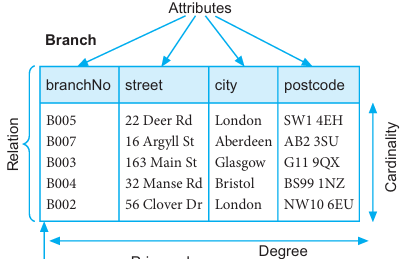 Attributes
Branch
branchNo street city postcode
B005 22 Deer Rd London SW1 4EH
B007 16 Argyll St Aberdeen AB2 3SU
B003 163 Main St Glasgow G11 9QX
B004 32 Manse Rd Bristol BS99 1NZ
B002 56 Clover Dr London NW10 6EU
Relation
Cardinality
Degree